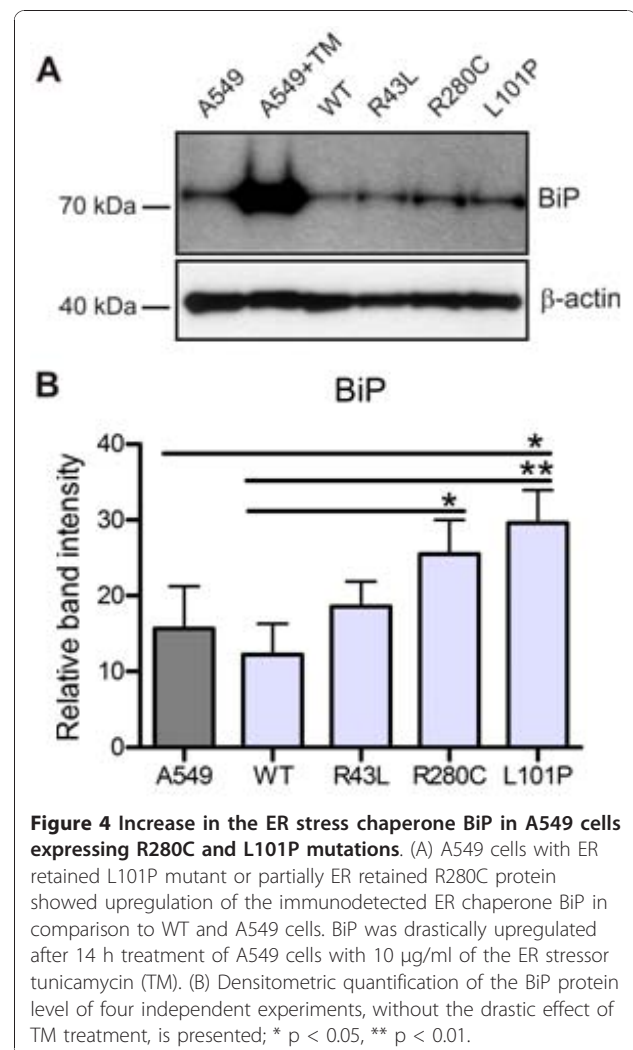 A
A549 A549+TM WT R43L R280C L101P
70 kDa BiP
40 kDa β-actin
B
BiP
Relative band intensity
40
30
20
10
0
*
**
*
A549 WT R43L R280C L101P
Figure 4 Increase in the ER stress chaperone BiP in A549 cells
expressing R280C and L101P mutations. (A) A549 cells with ER
retained L101P mutant or partially ER retained R280C protein
showed upregulation of the immunodetected ER chaperone BiP in
comparison to WT and A549 cells. BiP was drastically upregulated
after 14 h treatment of A549 cells with 10 μg/ml of the ER stressor
tunicamycin (TM). (B) Densitometric quantification of the BiP protein
level of four independent experiments, without the drastic effect of
TM treatment, is presented; * p < 0.05, ** p < 0.01.